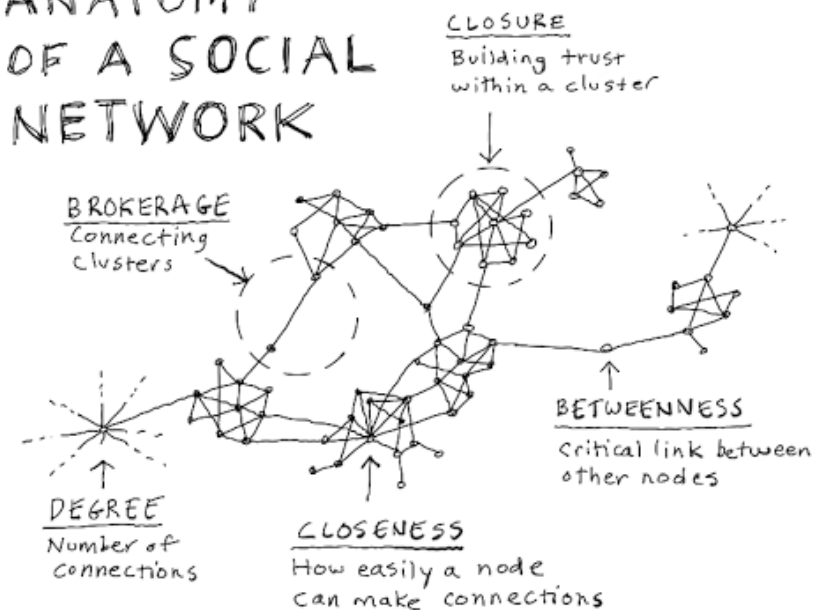 ANATOMY
OF A SOCIAL
NETWORK
CLOSURE
Building trust
within a cluster
BROKERAGE
Connecting
clusters
BETWEENNESS
Critical link between
other nodes
DEGREE
Number of
connections
CLOSENESS
How easily a node
can make connections